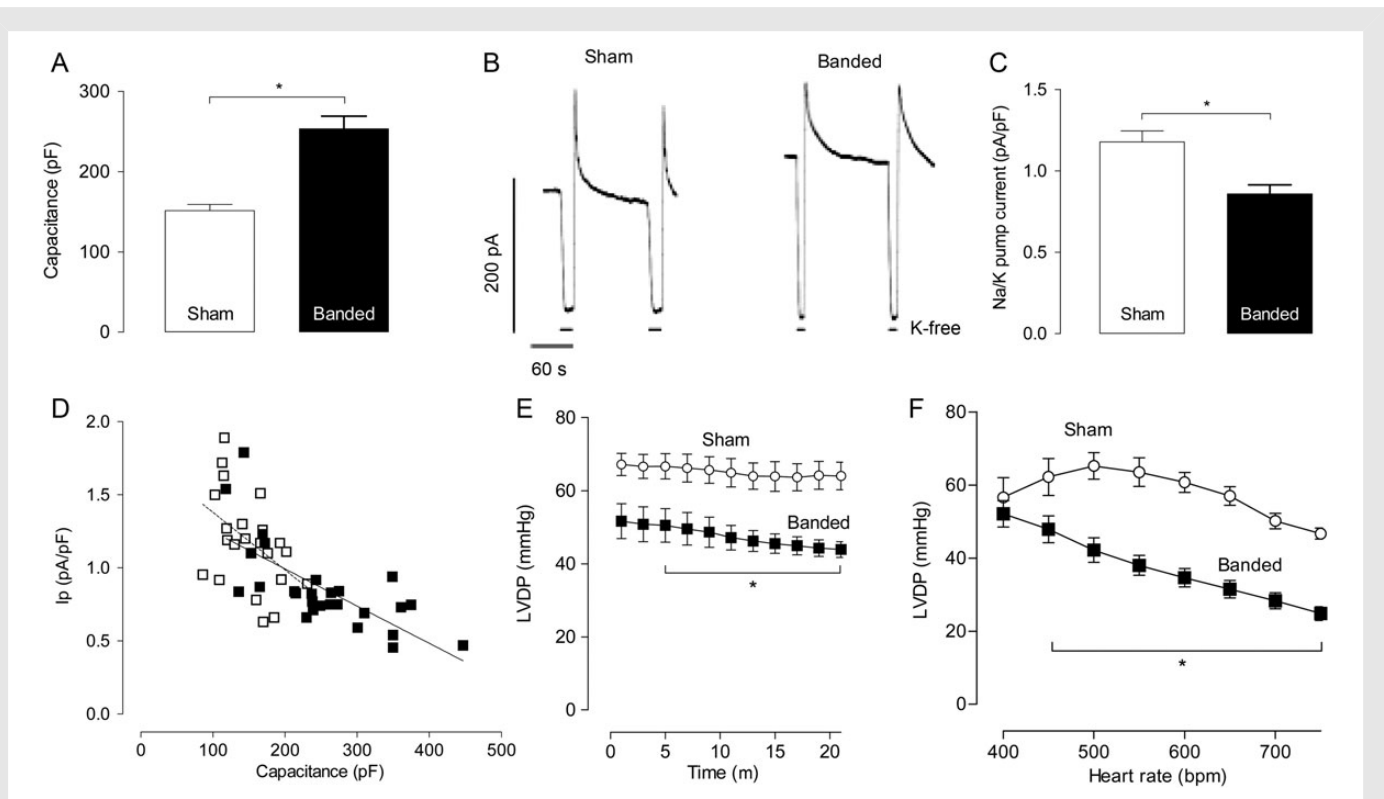 A
Capacitance (pF)
300
200
100
0
*
Sham
Banded
B
Sham
Banded
200 pA
60 s
K-free
C
Na/K pump current (pA/pF)
1.5
1.0
0.5
0.0
*
Sham
Banded
D
Ip (pA/pF)
2.0
1.5
1.0
0.5
0.0
0 100 200 300 400 500
Capacitance (pF)
E
LVDP (mmHg)
80
60
40
20
0
Sham
Banded
*
0 5 10 15 20
Time (m)
F
LVDP (mmHg)
80
60
40
20
0
Sham
Banded
*
400 500 600 700
Heart rate (bpm)